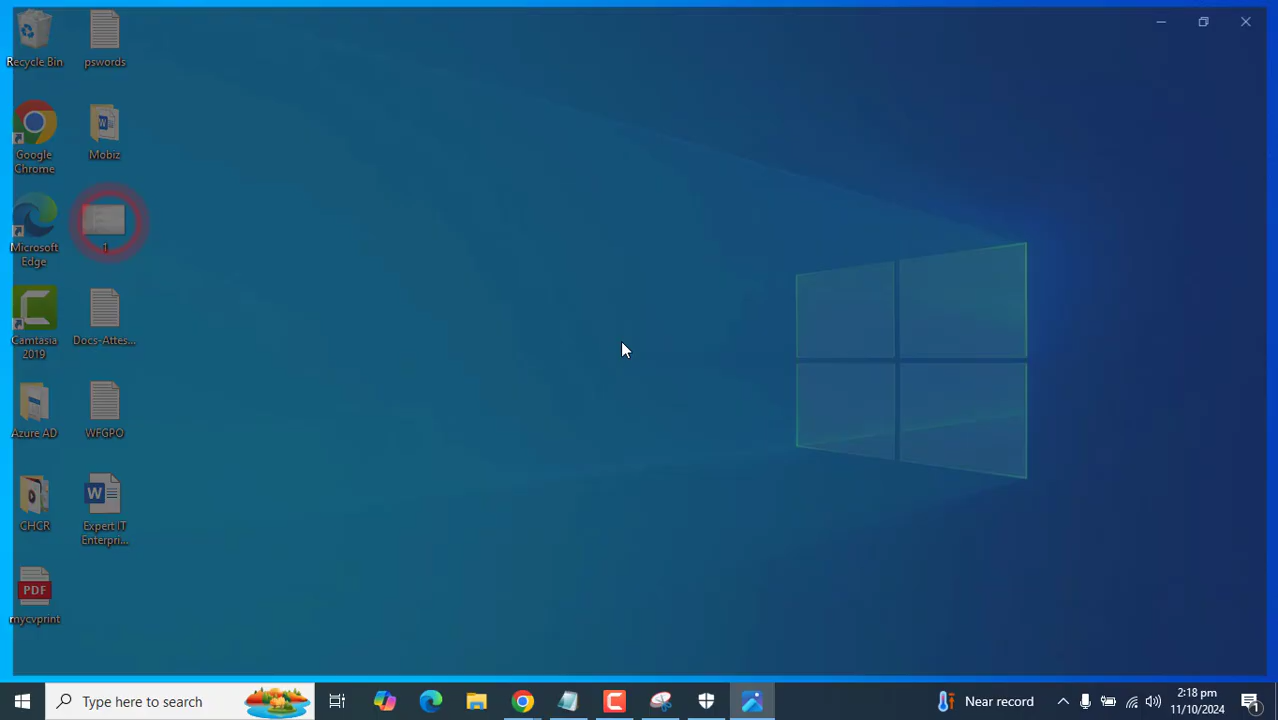 Recycle Bin
pswords
Google
Chrome
Mobiz
Microsoft
Edge
1
Camtasia
2019
Docs-Attes...
Azure AD
WFGPO
CHCR
W
Expert IT
Enterpri...
PDF
mycvprint
Type here to search
Near record
2:18 pm
11/10/2024
1